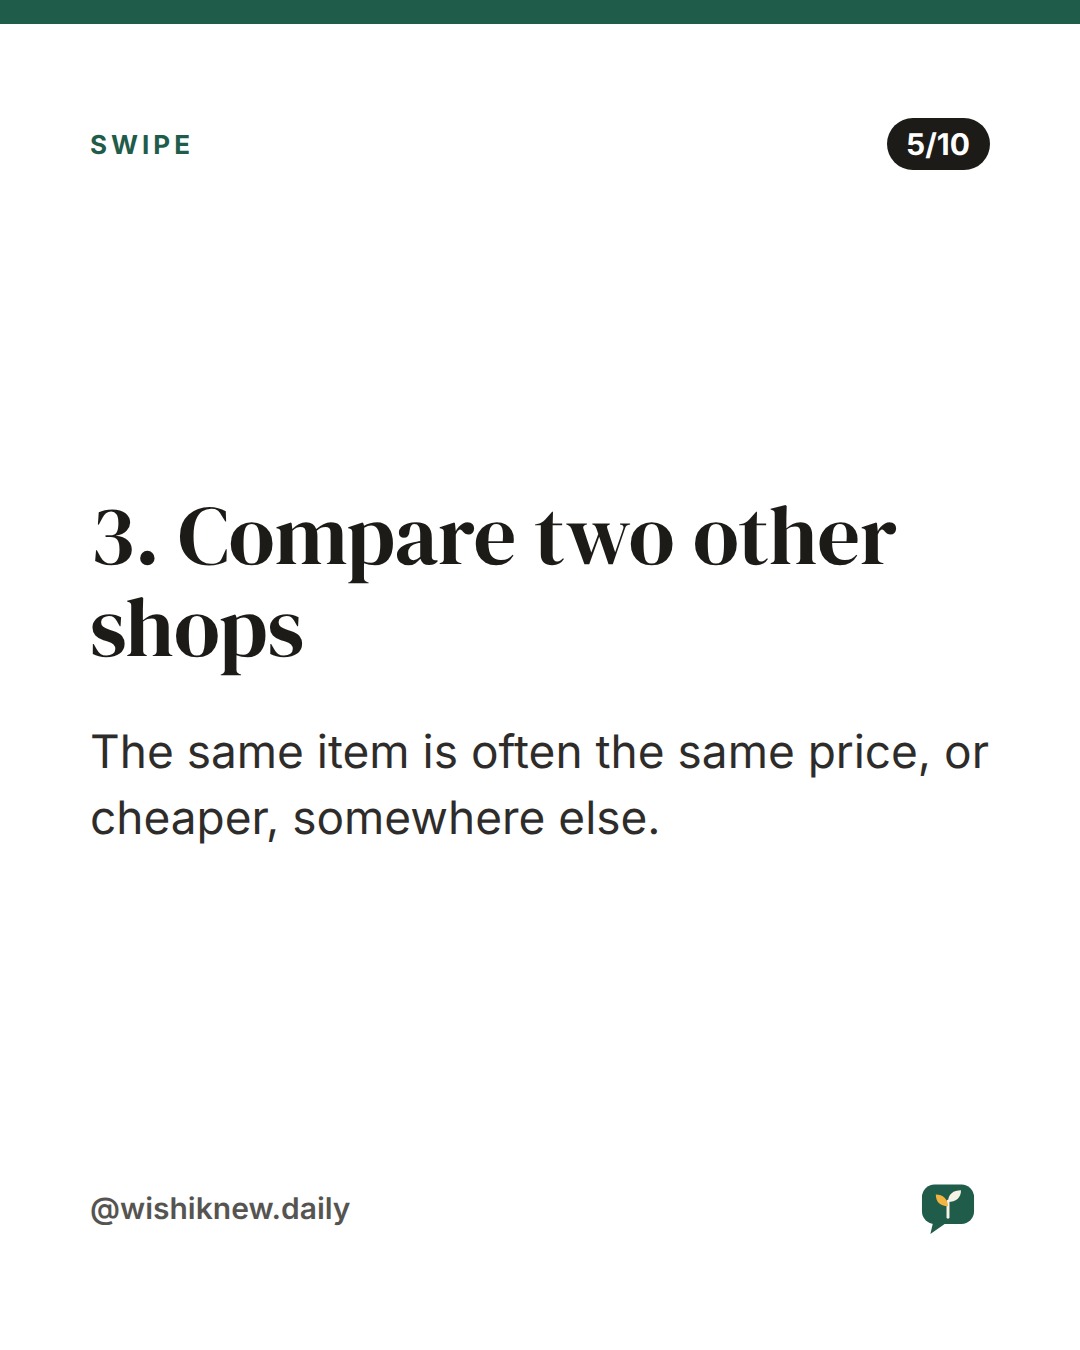 SWIPE
5/10
3. Compare two other
shops
The same item is often the same price, or
cheaper, somewhere else.
@wishiknew.daily